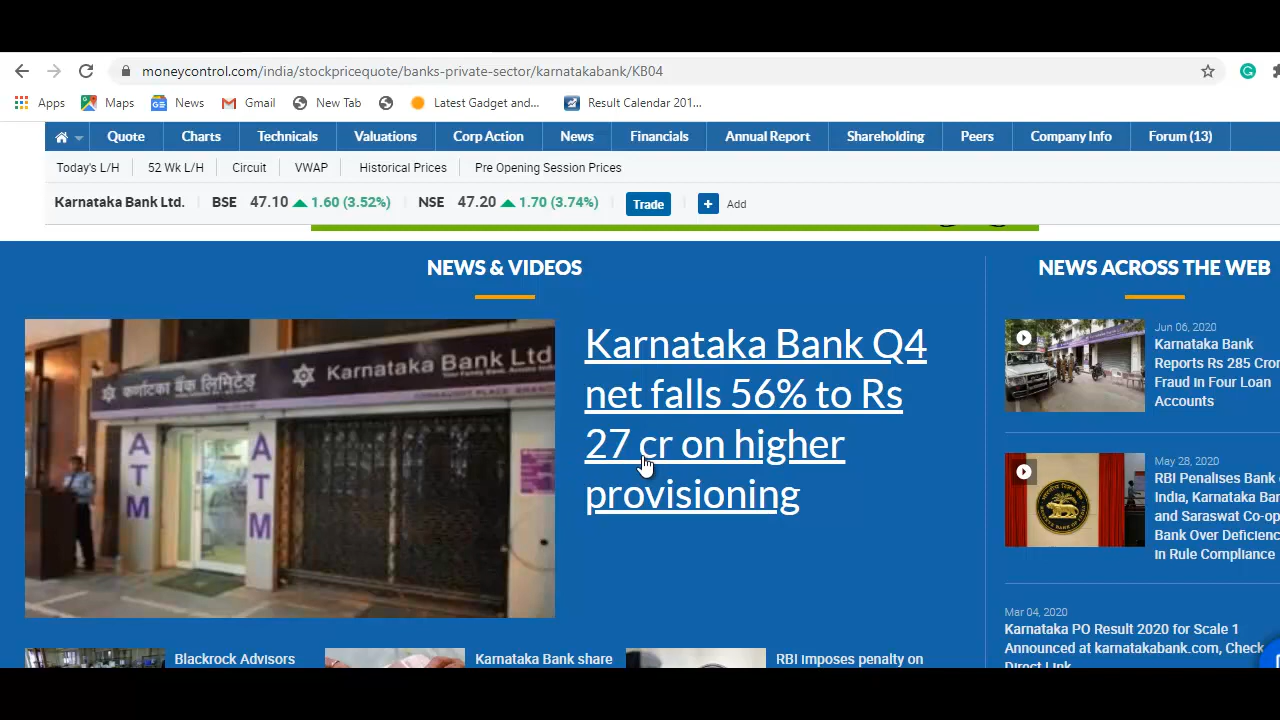 moneycontrol.com/india/stockpricequote/banks-private-sector/karnatakabank/KB04
Apps Maps News Gmail New Tab Latest Gadget and... Result Calendar 201...
Quote Charts Technicals Valuations Corp Action News Financials Annual Report Shareholding Peers Company Info Forum (13)
Today's L/H 52 Wk L/H Circuit VWAP Historical Prices Pre Opening Session Prices
Karnataka Bank Ltd. BSE 47.10 1.60 (3.52%) NSE 47.20 1.70 (3.74%) Trade + Add
NEWS & VIDEOS
कर्णाटका बैंक लिमिटेड
Karnataka Bank Ltd
ATM
ATM
Karnataka Bank Q4
net falls 56% to Rs
27 cr on higher
provisioning
Blackrock Advisors
Karnataka Bank share
RBI imposes penalty on
NEWS ACROSS THE WEB
Jun 06, 2020
Karnataka Bank
Reports Rs 285 Cror
Fraud In Four Loan
Accounts
May 28, 2020
RBI Penalises Bank
India, Karnataka Ban
and Saraswat Co-op
Bank Over Deficienc
In Rule Compliance
Mar 04, 2020
Karnataka PO Result 2020 for Scale 1
Announced at karnatakabank.com, Check
Direct Link